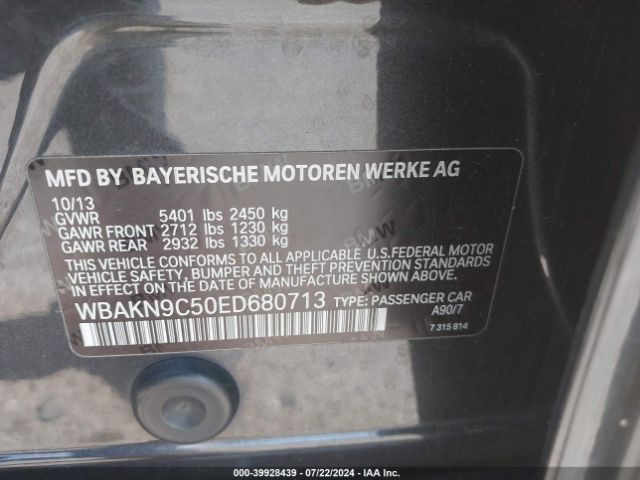 MFD BY BAYERISCHE MOTOREN WERKE AG
10/13
GVWR 5401 lbs 2450 kg
GAWR FRONT 2712 lbs 1230 kg
GAWR REAR 2932 lbs 1330 kg
THIS VEHICLE CONFORMS TO ALL APPLICABLE U.S.FEDERAL MOTOR
VEHICLE SAFETY, BUMPER AND THEFT PREVENTION STANDARDS
IN EFFECT ON THE DATE OF MANUFACTURE SHOWN ABOVE.
WBAKN9C50ED680713 TYPE: PASSENGER CAR
A90/7
7 315 814
000-39928439 - 07/22/2024 - IAA Inc.